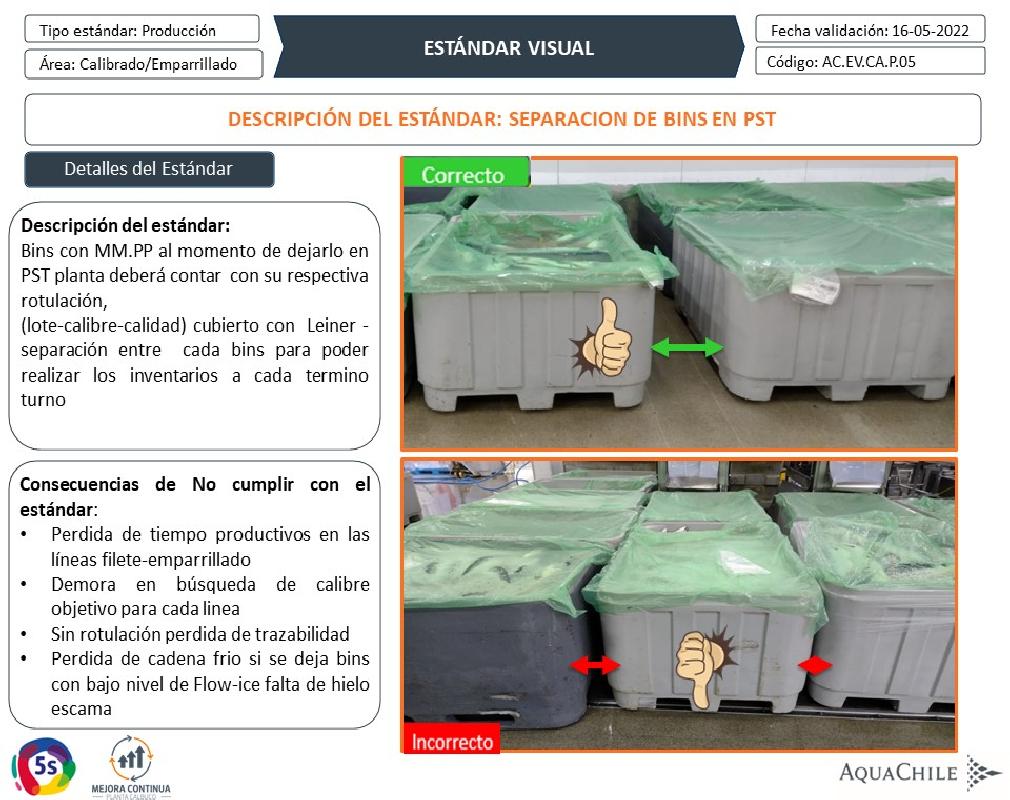 Tipo estándar: Producción
Área: Calibrado/Emparrillado
ESTÁNDAR VISUAL
Fecha validación: 16-05-2022
Código: AC.EV.CA.P.05
DESCRIPCIÓN DEL ESTÁNDAR: SEPARACION DE BINS EN PST
Detalles del Estándar
Descripción del estándar:
Bins con MM.PP al momento de dejarlo en
PST planta deberá contar con su respectiva
rotulación,
(lote-calibre-calidad) cubierto con Leiner -
separación entre cada bins para poder
realizar los inventarios a cada termino
turno
Consecuencias de No cumplir con el
estándar:
• Perdida de tiempo productivos en las
líneas filete-emparrillado
• Demora en búsqueda de calibre
objetivo para cada linea
• Sin rotulación perdida de trazabilidad
• Perdida de cadena frio si se deja bins
con bajo nivel de Flow-ice falta de hielo
escama
Correcto
Incorrecto
5s
MEJORA CONTINUA
PLANTA CALBUCO
AQUACHILE